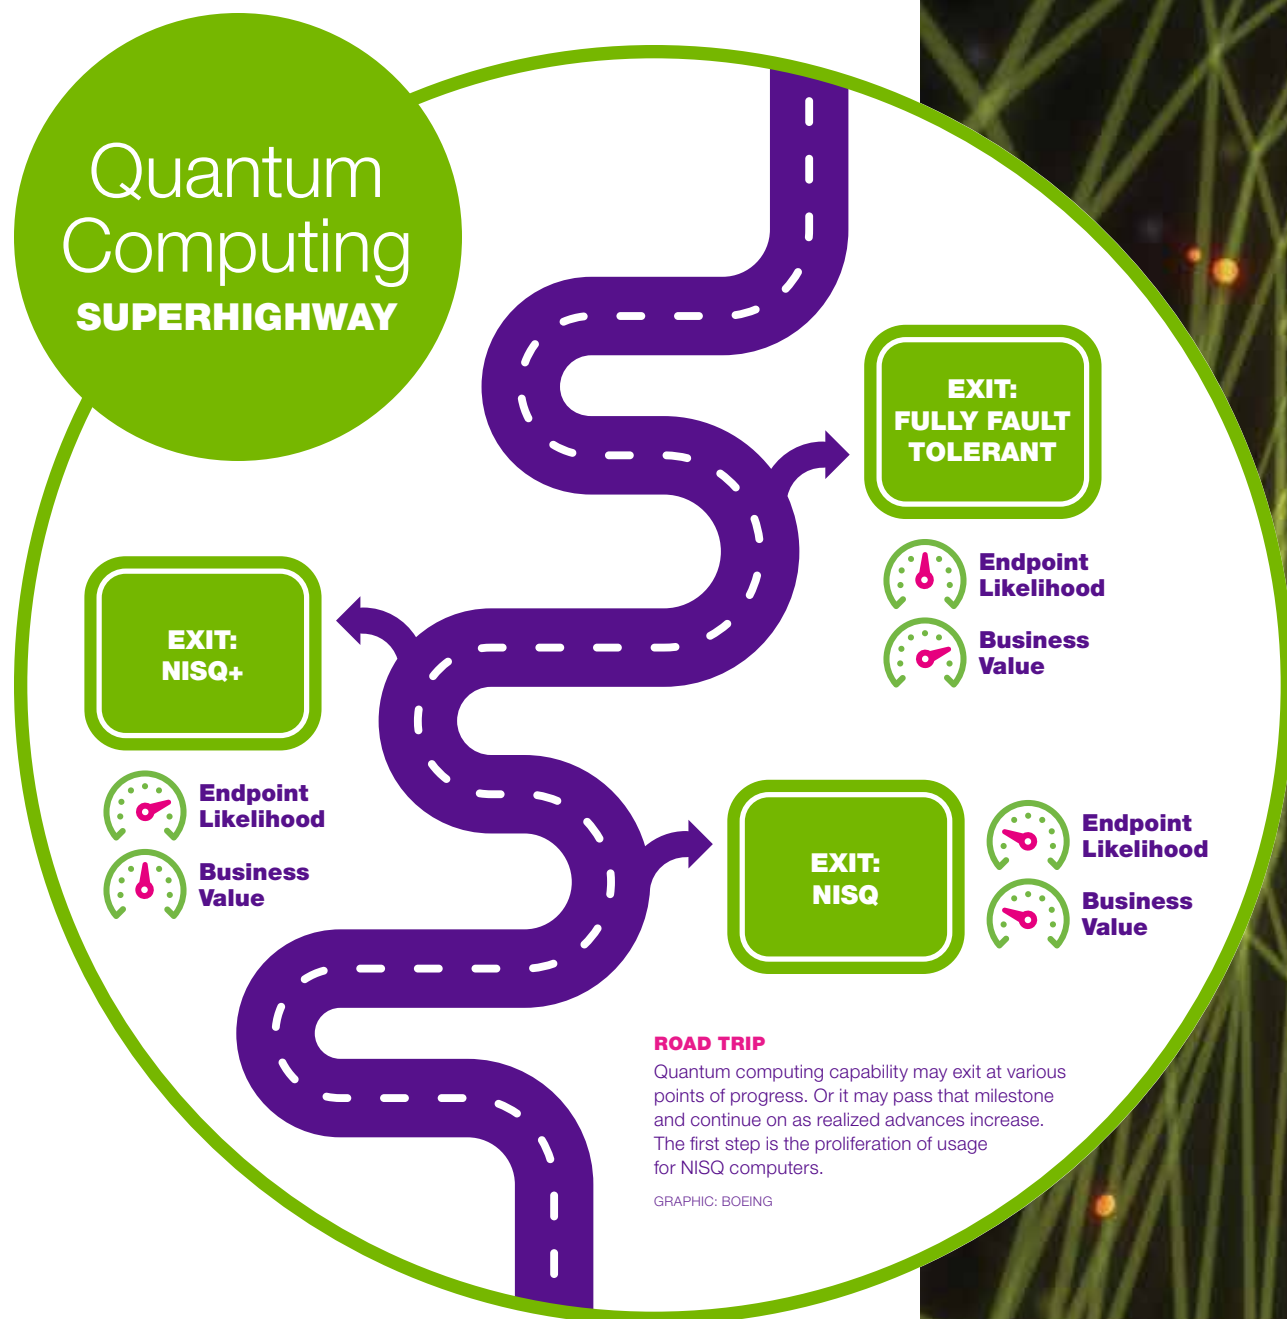 Quantum
Computing
SUPERHIGHWAY
EXIT:
FULLY FAULT
TOLERANT
Endpoint
Likelihood
Business
Value
EXIT:
NISQ+
Endpoint
Likelihood
Business
Value
EXIT:
NISQ
Endpoint
Likelihood
Business
Value
ROAD TRIP
Quantum computing capability may exit at various
points of progress. Or it may pass that milestone
and continue on as realized advances increase.
The first step is the proliferation of usage
for NISQ computers.
GRAPHIC: BOEING